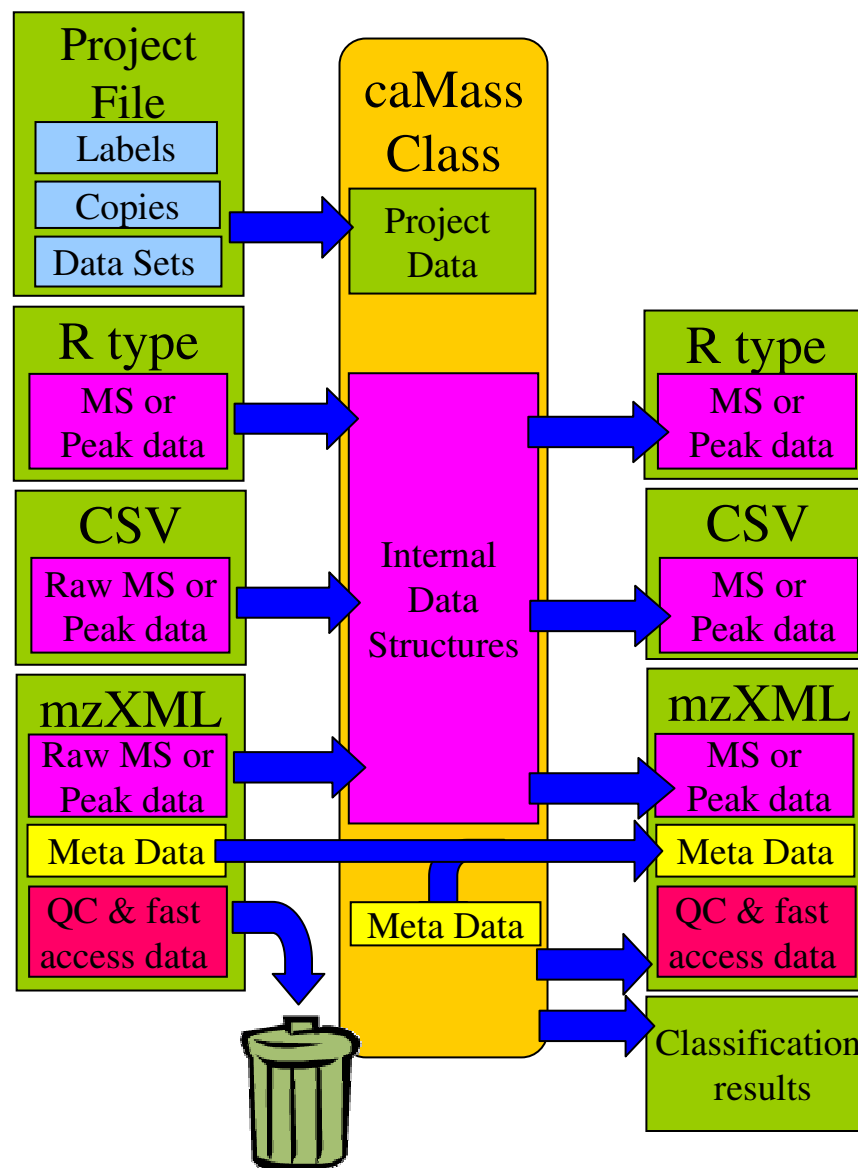 Project
File
Labels
Copies
Data Sets
R type
MS or
Peak data
CSV
Raw MS or
Peak data
mzXML
Raw MS or
Peak data
Meta Data
QC & fast
access data
caMass
Class
Project
Data
Internal
Data
Structures
Meta Data
R type
MS or
Peak data
CSV
MS or
Peak data
mzXML
MS or
Peak data
Meta Data
QC & fast
access data
Classification
results